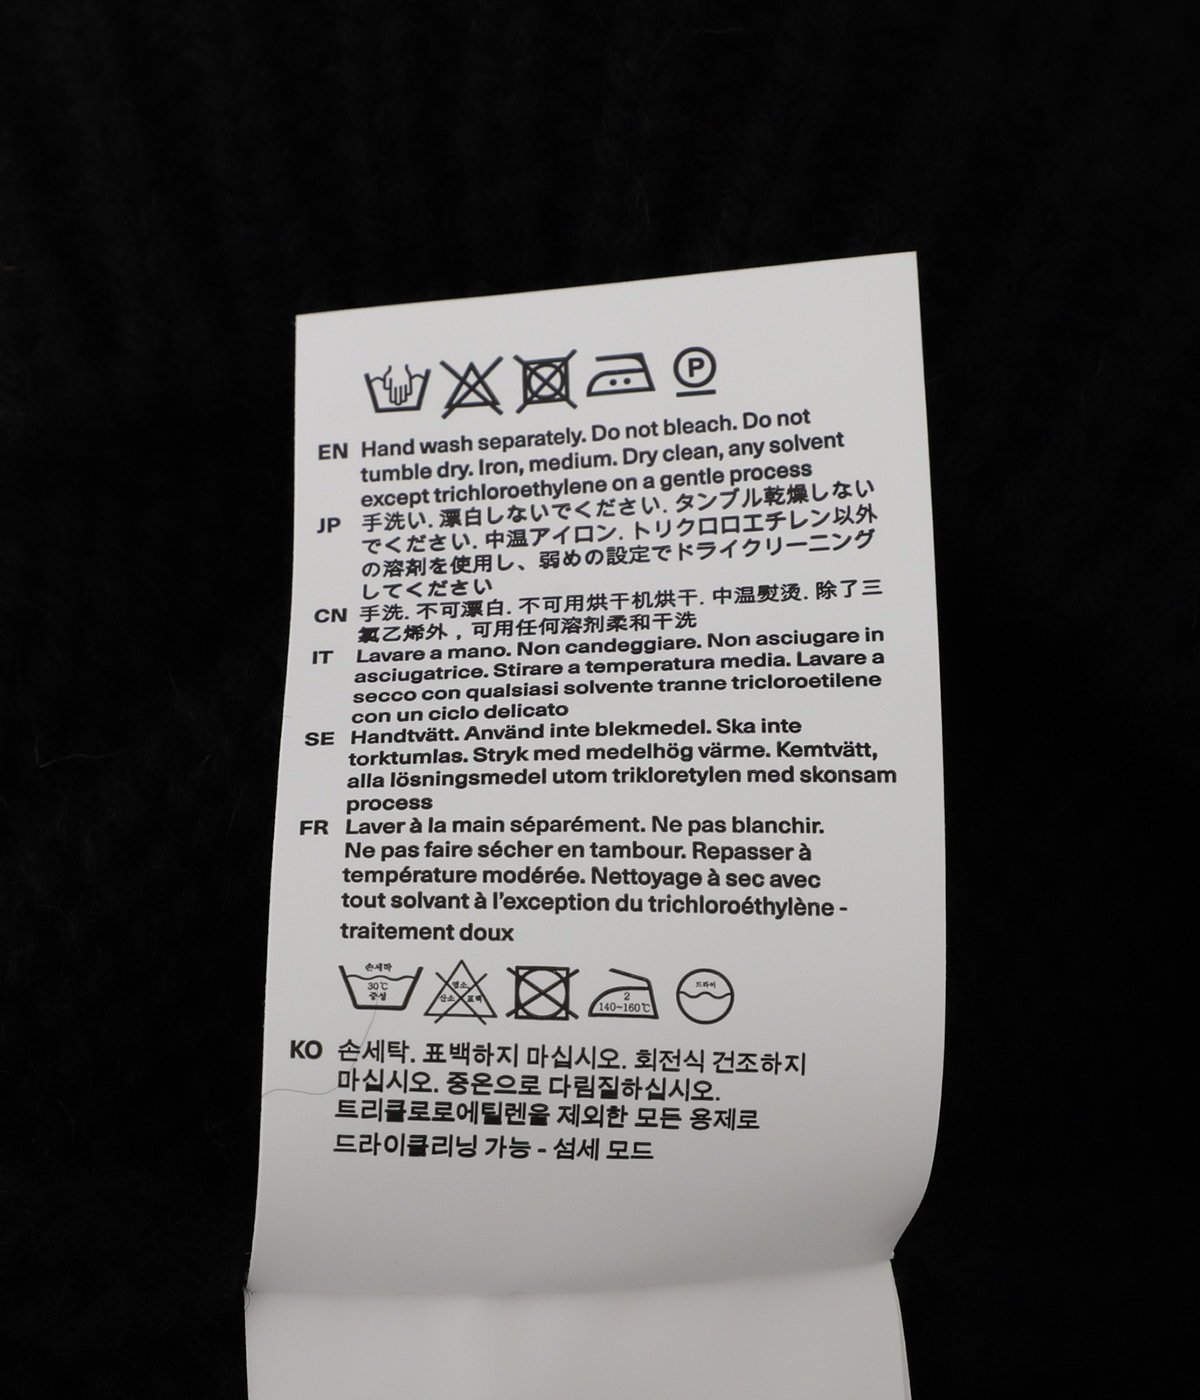 P
EN Hand wash separately. Do not bleach. Do not
tumble dry. Iron, medium. Dry clean, any solvent
except trichloroethylene on a gentle process
JP 手洗い. 漂白しないでください. タンブル乾燥しない
でください. 中温アイロン. トリクロロエチレン以外
の溶剤を使用し、弱めの設定でドライクリーニング
してください
CN 手洗. 不可漂白. 不可用烘干机烘干. 中温熨烫. 除了三
氯乙烯外，可用任何溶剂柔和干洗
IT Lavare a mano. Non candeggiare. Non asciugare in
asciugatrice. Stirare a temperatura media. Lavare a
secco con qualsiasi solvente tranne tricloroetilene
con un ciclo delicato
SE Handtvätt. Använd inte blekmedel. Ska inte
torktumlas. Stryk med medelhög värme. Kemtvätt,
alla lösningsmedel utom trikloretylen med skonsam
process
FR Laver à la main séparément. Ne pas blanchir.
Ne pas faire sécher en tambour. Repasser à
température modérée. Nettoyage à sec avec
tout solvant à l'exception du trichloroéthylène -
traitement doux
손세탁 30℃ 중성
염소 산소 표백
2 140~160℃
드라이
KO 손세탁. 표백하지 마십시오. 회전식 건조하지
마십시오. 중온으로 다림질하십시오.
트리클로로에틸렌을 제외한 모든 용제로
드라이클리닝 가능 - 섬세 모드